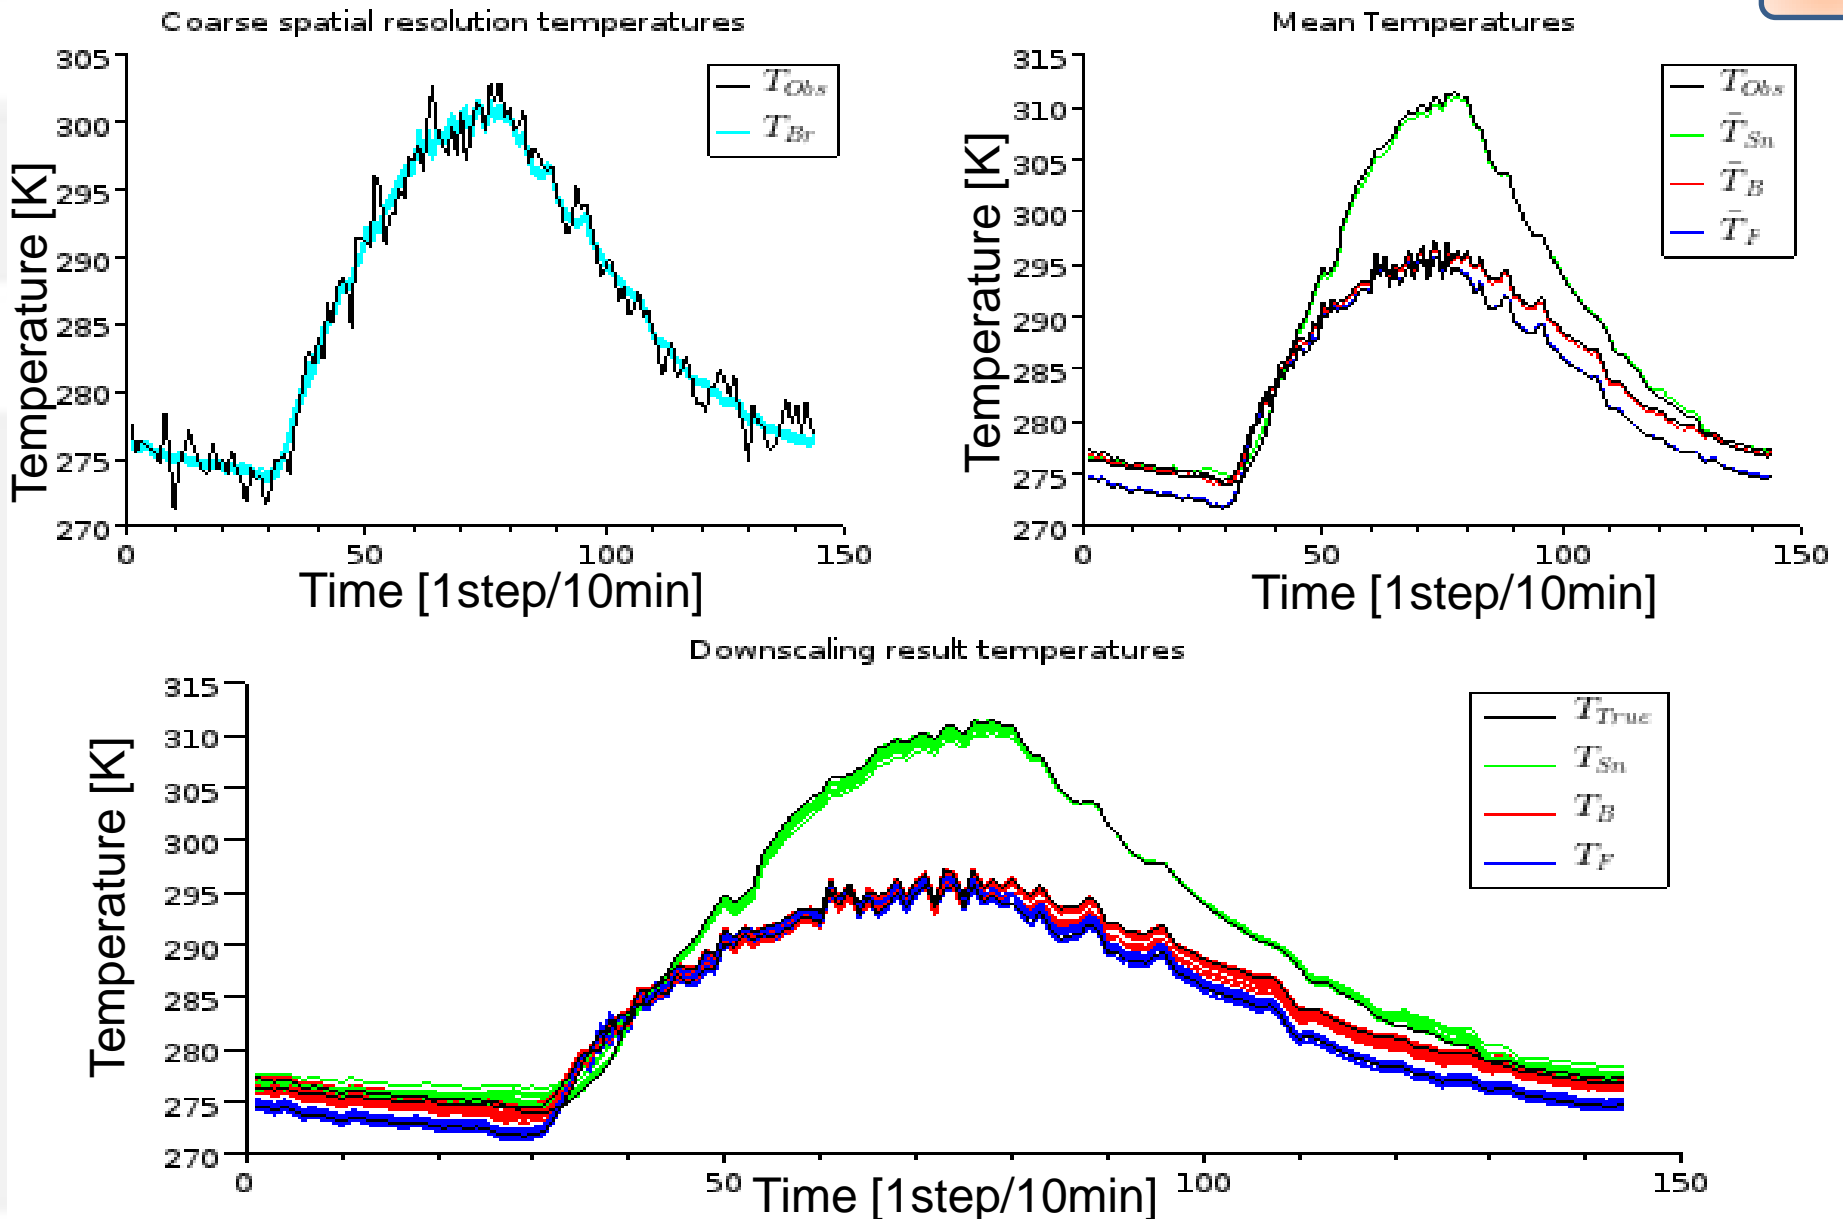 Coarse spatial resolution temperatures
305
300
295
290
285
280
275
270
Temperature [K]
T_Obs
T_Br
0 50 100 150
Time [1step/10min]
Mean Temperatures
315
310
305
300
295
290
285
280
275
270
Temperature [K]
T_Obs
T̄_Sn
T̄_B
T̄_F
0 50 100 150
Time [1step/10min]
Downscaling result temperatures
315
310
305
300
295
290
285
280
275
270
Temperature [K]
T_True
T_Sn
T_B
T_F
0 50 100 150
Time [1step/10min]